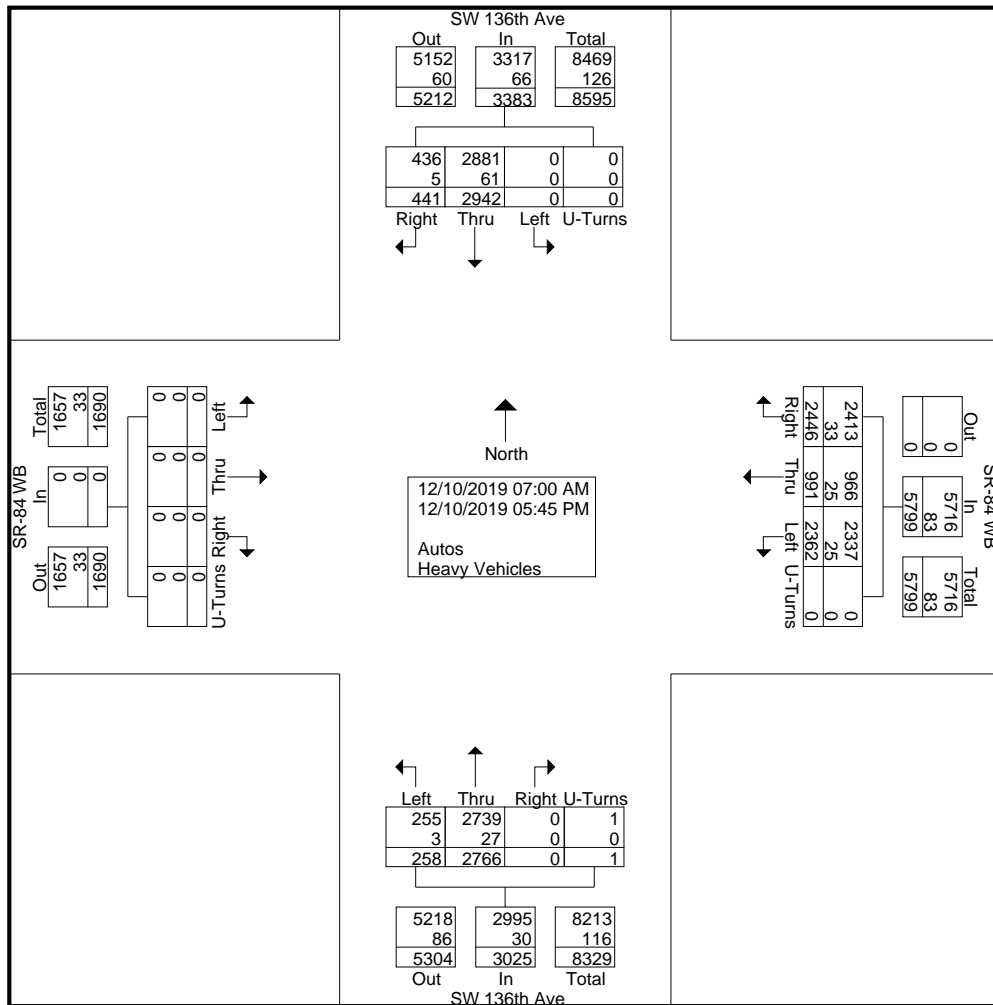 SW 136th Ave
Out In Total
5152 3317 8469
60 66 126
5212 3383 8595
436 2881 0 0
5 61 0 0
441 2942 0 0
Right Thru Left U-Turns
SR-84 WB
Total
1657 33 1690
In
0 0 0
Out
1657 33 1690
0 0 0 Left
0 0 0 Thru
0 0 0 Right
0 0 0 U-Turns
North
12/10/2019 07:00 AM
12/10/2019 05:45 PM
Autos
Heavy Vehicles
Right 2446 33 2413
Thru 991 25 966
Left 2362 25 2337
U-Turns 0 0 0
Out
0 0 0
In
5799 83 5716
Total
5799 83 5716
SR-84 WB
Left Thru Right U-Turns
255 2739 0 1
3 27 0 0
258 2766 0 1
5218 2995 8213
86 30 116
5304 3025 8329
Out In Total
SW 136th Ave